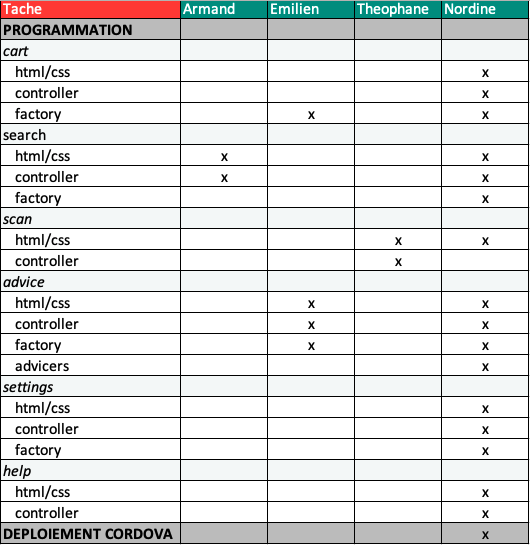 Tache Armand Emilien Theophane Nordine
PROGRAMMATION
cart
html/css x
controller x
factory x x
search
html/css x x
controller x x
factory x
scan
html/css x x
controller x
advice
html/css x x
controller x x
factory x x
advicers x
settings
html/css x
controller x
factory x
help
html/css x
controller x
DEPLOIEMENT CORDOVA x